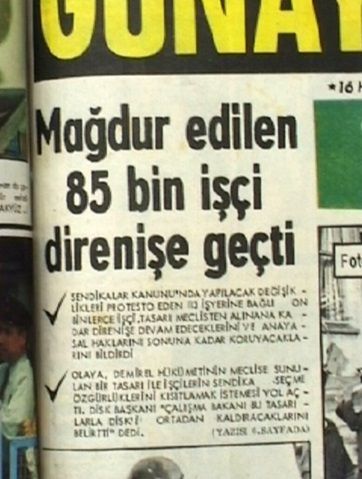 GÜNAY
*16 H
Mağdur edilen
85 bin işçi
direnişe geçti
SENDİKALAR KANUNU'NDA YAPILACAK DEĞİŞİK-
LİKLERİ PROTESTO EDEN İŞYERİNE BAĞLI ON
BİNLERCE İŞÇİ, TASARI MECLİSTEN ALINANA KA-
DAR DİRENİŞE DEVAM EDECEKLERİNİ VE ANAYA-
SAL HAKLARINI SONUNA KADAR KORUYACAKLA-
RINI BİLDİRDİ
Fot
OLAYA, DEMİREL HÜKÜMETİNİN MECLİSE SUNU-
LAN BİR TASARI İLE İŞÇİLERİN SENDİKA SEÇME
ÖZGÜRLÜKLERİNİ KISITLAMAK İSTEMESİ YOL AÇ-
TI. DİSK BAŞKANI "ÇALIŞMA BAKANI BU TASARI-
LARLA DİSK'İ ORTADAN KALDIRACAKLARINI
BELİRTTİ" DEDİ. (YAZISI 6. SAYFADA)